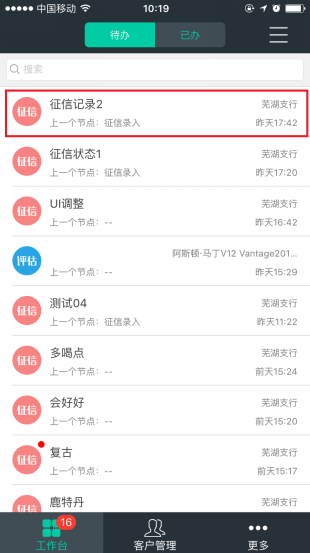 中国移动 10:19
待办 已办
搜索
征信 征信记录2 芜湖支行
上一个节点：征信录入 昨天17:42
征信 征信状态1 芜湖支行
上一个节点：征信录入 昨天17:20
征信 UI调整 芜湖支行
上一个节点：-- 昨天16:42
评估 阿斯顿·马丁V12 Vantage201...
上一个节点：-- 昨天15:29
征信 测试04 芜湖支行
上一个节点：征信录入 昨天11:22
征信 多喝点 芜湖支行
上一个节点：-- 前天15:24
征信 会好好 芜湖支行
上一个节点：-- 前天15:20
征信 复古 芜湖支行
上一个节点：-- 前天15:17
征信 鹿特丹 芜湖支行
16
工作台 客户管理 更多